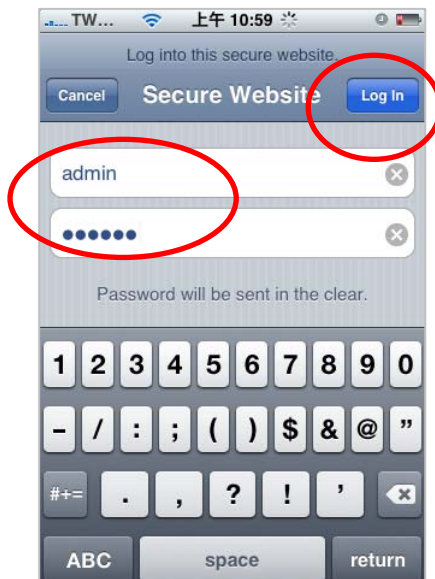 TW... 上午 10:59
Log into this secure website.
Cancel Secure Website Log In
admin
••••••
Password will be sent in the clear.
1 2 3 4 5 6 7 8 9 0
- / : ; ( ) $ & @ "
#+= . , ? ! '
ABC space return